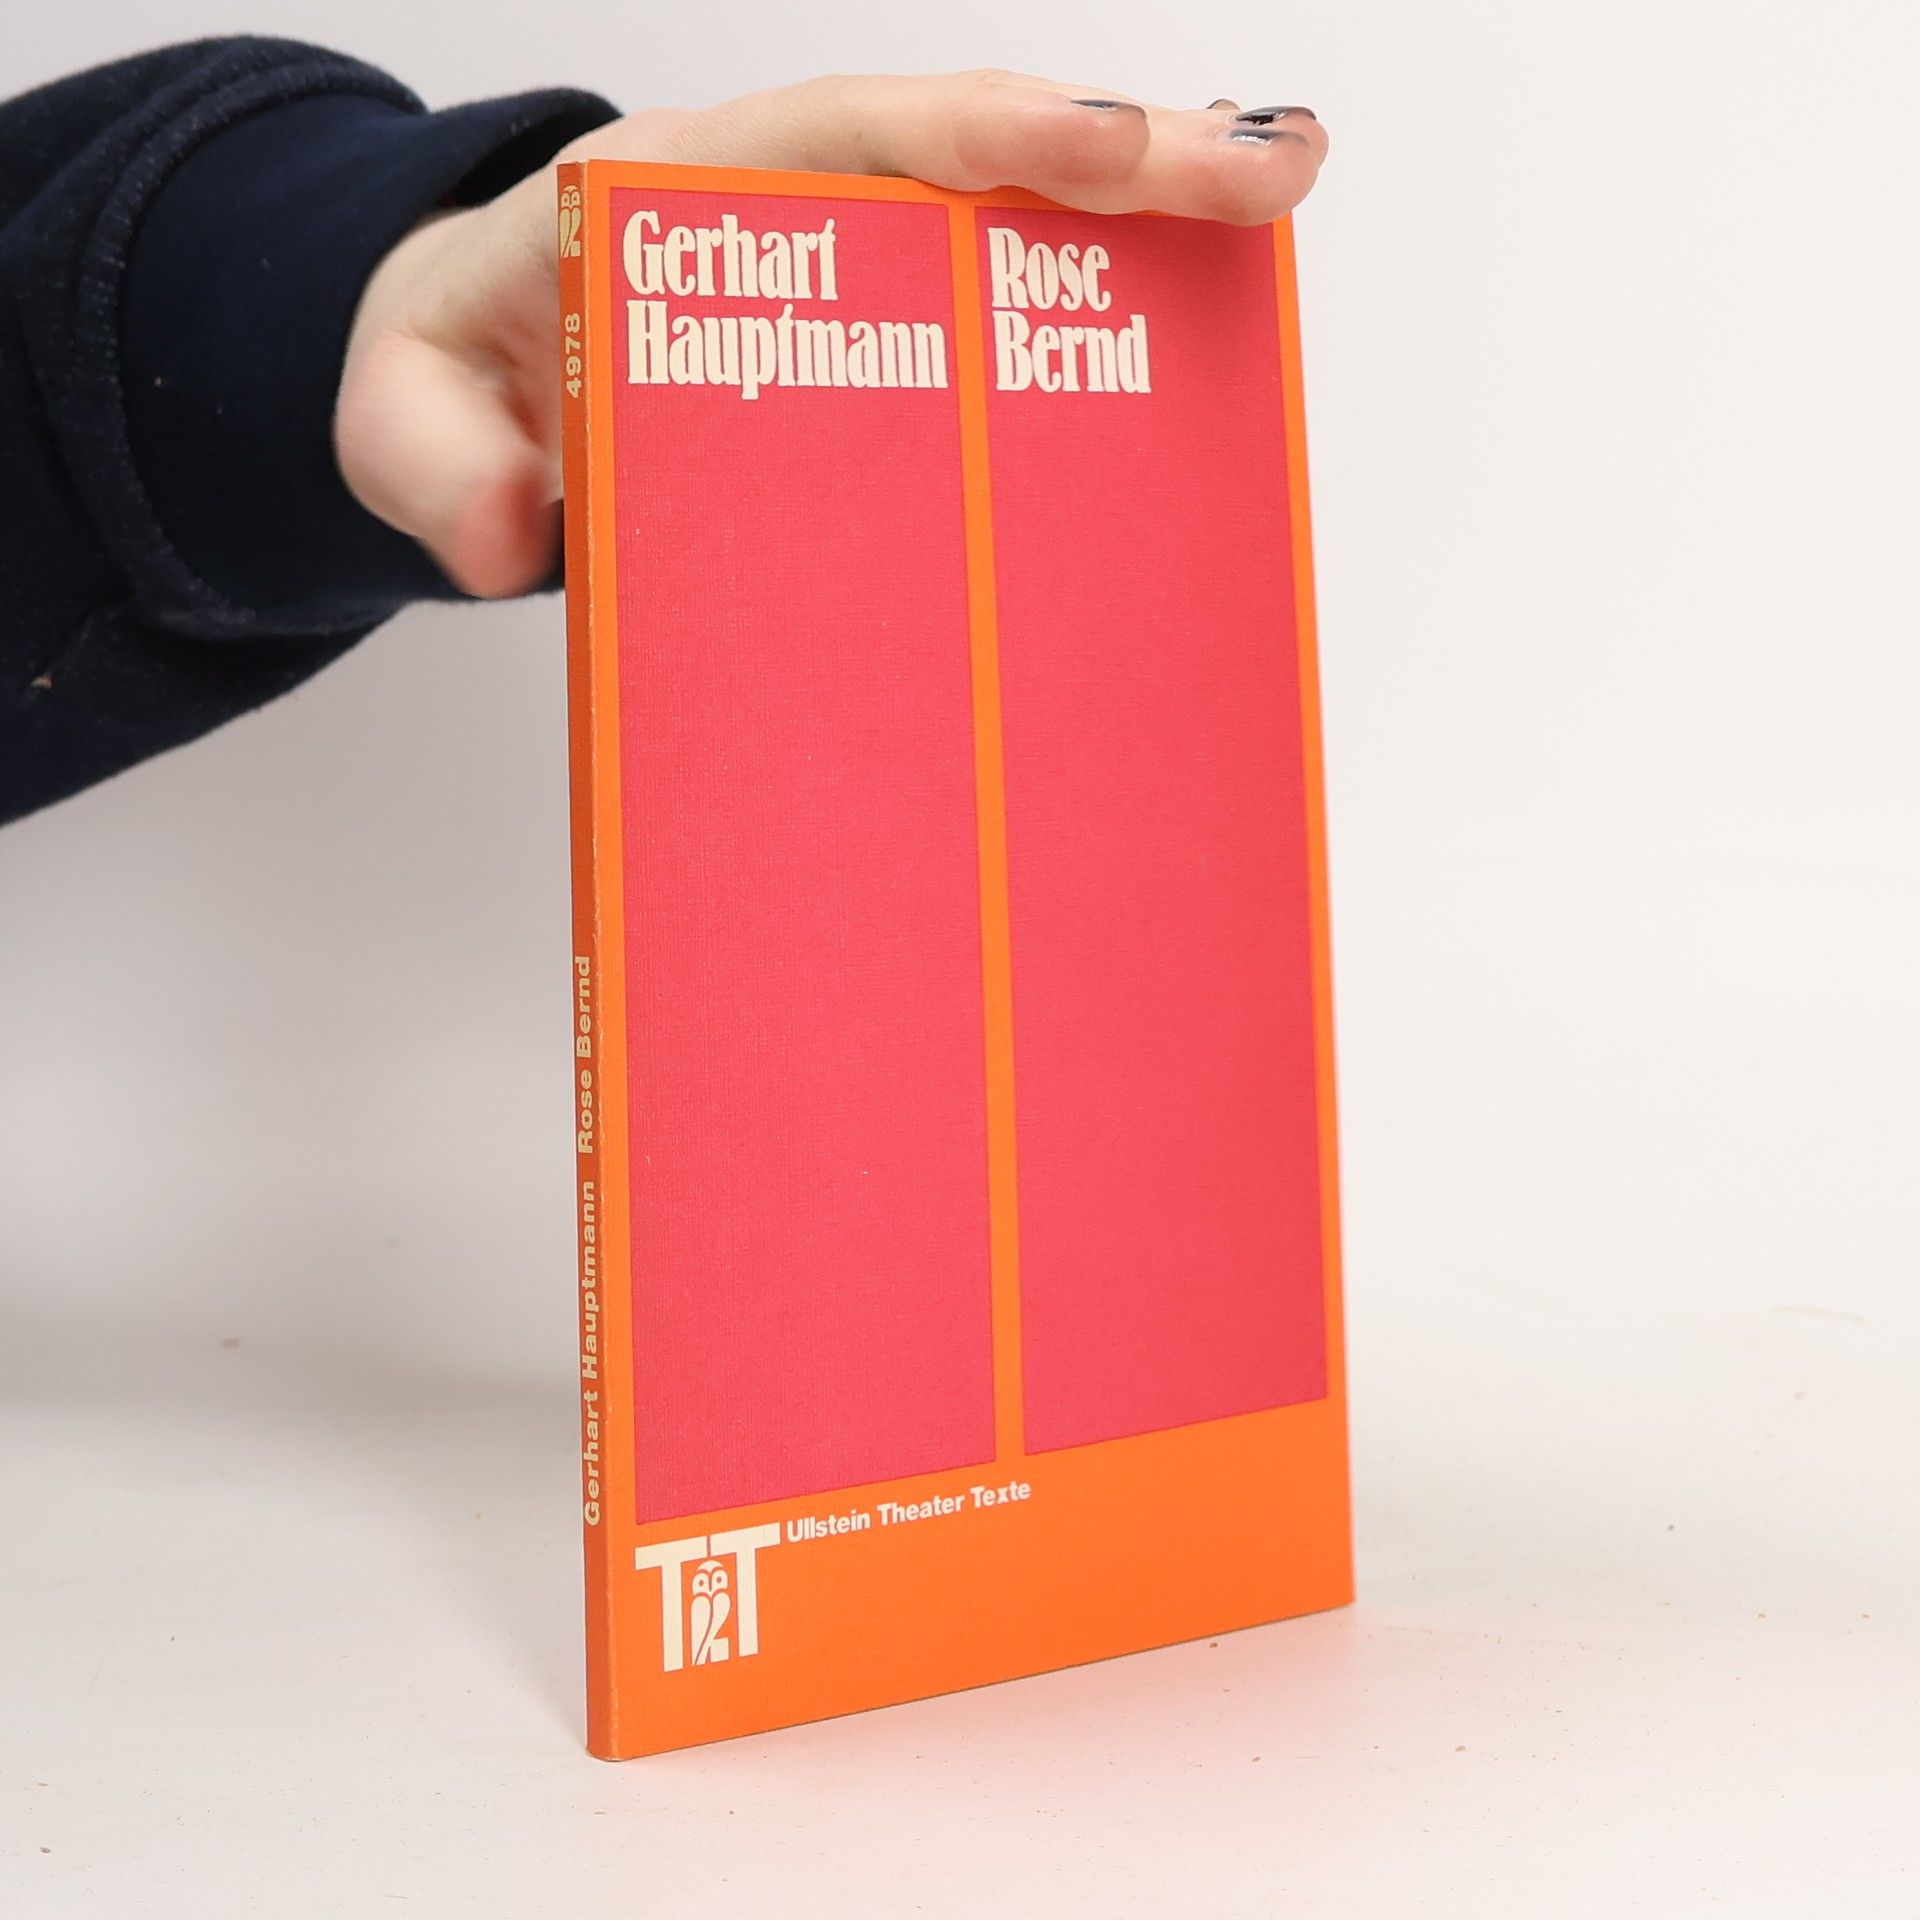 Gerhart
Hauptmann
Rose
Bernd
4978
Gerhart Hauptmann Rose Bernd
TT Ullstein Theater Texte